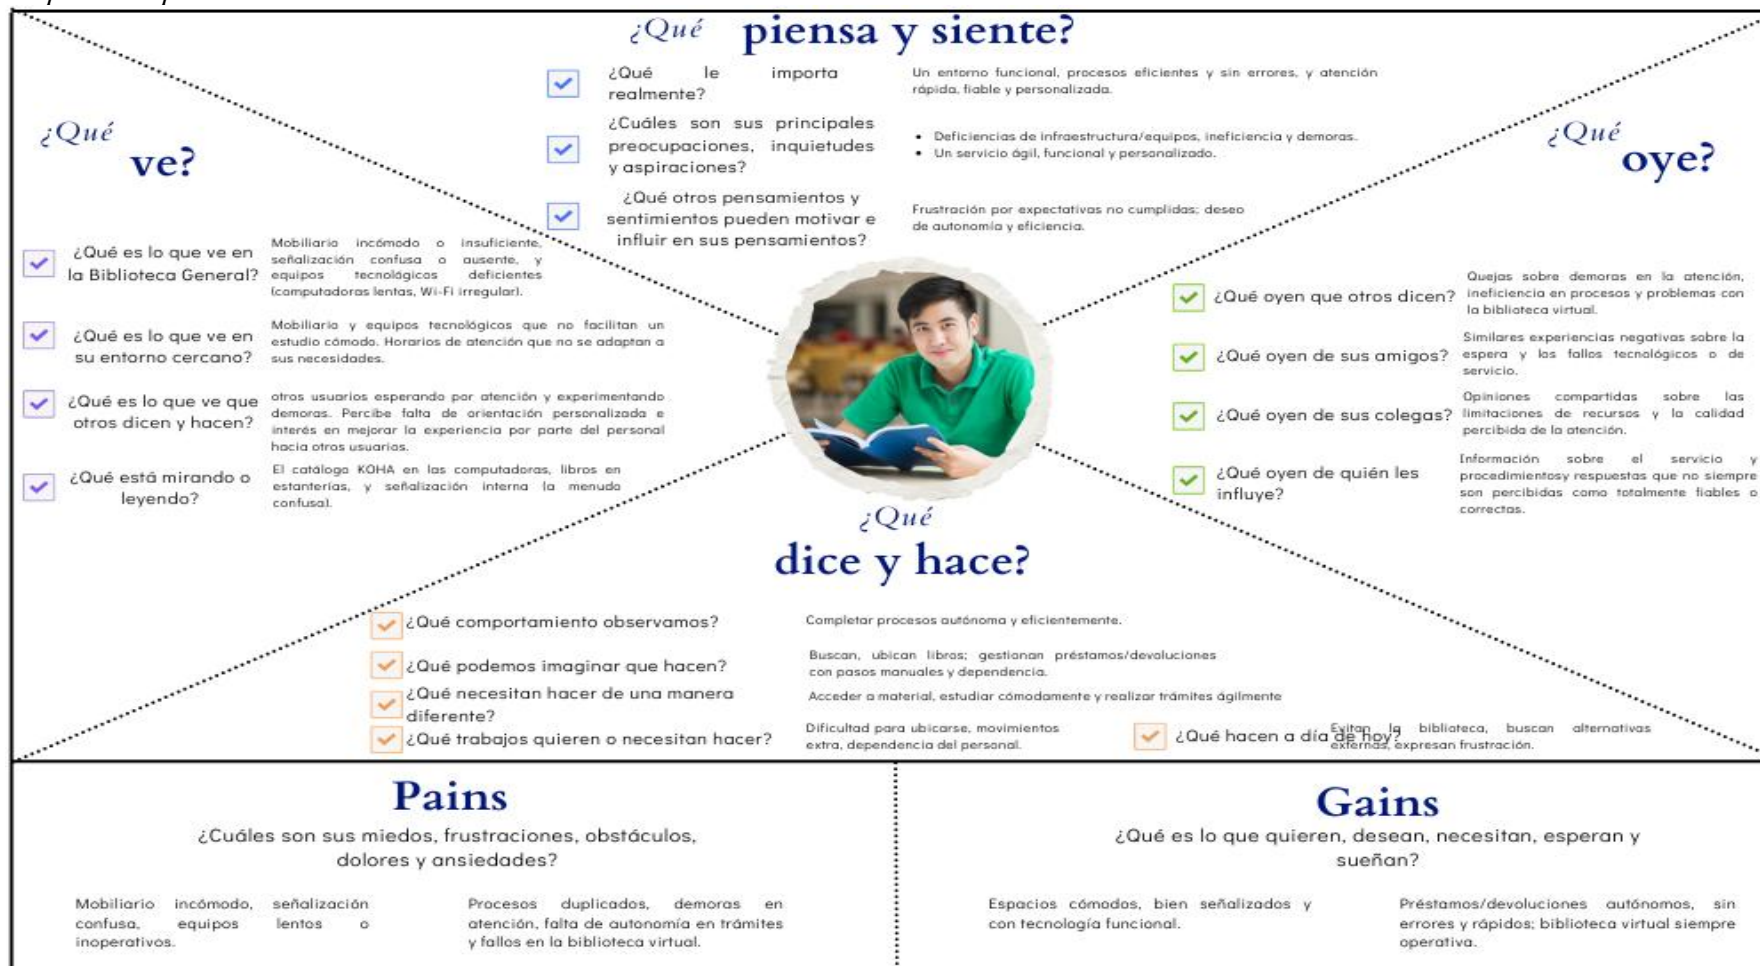 ¿Qué piensa y siente?
¿Qué le importa
realmente?
Un entorno funcional, procesos eficientes y sin errores, y atención
rápida, fiable y personalizada.
¿Cuáles son sus principales
preocupaciones, inquietudes
y aspiraciones?
• Deficiencias de infraestructura/equipos, ineficiencia y demoras.
• Un servicio ágil, funcional y personalizado.
¿Qué otros pensamientos y
sentimientos pueden motivar e
influir en sus pensamientos?
Frustración por expectativas no cumplidas; deseo
de autonomía y eficiencia.
¿Qué
ve?
¿Qué es lo que ve en
la Biblioteca General?
Mobiliario incómodo o insuficiente,
señalización confusa o ausente, y
equipos tecnológicos deficientes
(computadoras lentas, Wi-Fi irregular).
¿Qué es lo que ve en
su entorno cercano?
Mobiliario y equipos tecnológicos que no facilitan un
estudio cómodo. Horarios de atención que no se adaptan a
sus necesidades.
¿Qué es lo que ve que
otros dicen y hacen?
otros usuarios esperando por atención y experimentando
demoras. Percibe falta de orientación personalizada e
interés en mejorar la experiencia por parte del personal
hacia otros usuarios.
¿Qué está mirando o
leyendo?
El catálogo KOHA en las computadoras, libros en
estanterías, y señalización interna (a menudo
confusa).
¿Qué
oye?
¿Qué oyen que otros dicen?
Quejas sobre demoras en la atención,
ineficiencia en procesos y problemas con
la biblioteca virtual.
¿Qué oyen de sus amigos?
Similares experiencias negativas sobre la
espera y los fallos tecnológicos o de
servicio.
¿Qué oyen de sus colegas?
Opiniones compartidas sobre las
limitaciones de recursos y la calidad
percibida de la atención.
¿Qué oyen de quién les
influye?
Información sobre el servicio y
procedimientosy respuestas que no siempre
son percibidas como totalmente fiables o
correctas.
¿Qué
dice y hace?
¿Qué comportamiento observamos?
Completar procesos autónoma y eficientemente.
¿Qué podemos imaginar que hacen?
Buscan, ubican libros; gestionan préstamos/devoluciones
con pasos manuales y dependencia.
¿Qué necesitan hacer de una manera
diferente?
Acceder a material, estudiar cómodamente y realizar trámites ágilmente
¿Qué trabajos quieren o necesitan hacer?
Dificultad para ubicarse, movimientos
extra, dependencia del personal.
¿Qué hacen a día de hoy?
Evitan la biblioteca, buscan alternativas
externas, expresan frustración.
Pains
¿Cuáles son sus miedos, frustraciones, obstáculos,
dolores y ansiedades?
Mobiliario incómodo, señalización
confusa, equipos lentos o
inoperativos.
Procesos duplicados, demoras en
atención, falta de autonomía en trámites
y fallos en la biblioteca virtual.
Gains
¿Qué es lo que quieren, desean, necesitan, esperan y
sueñan?
Espacios cómodos, bien señalizados y
con tecnología funcional.
Préstamos/devoluciones autónomos, sin
errores y rápidos; biblioteca virtual siempre
operativa.